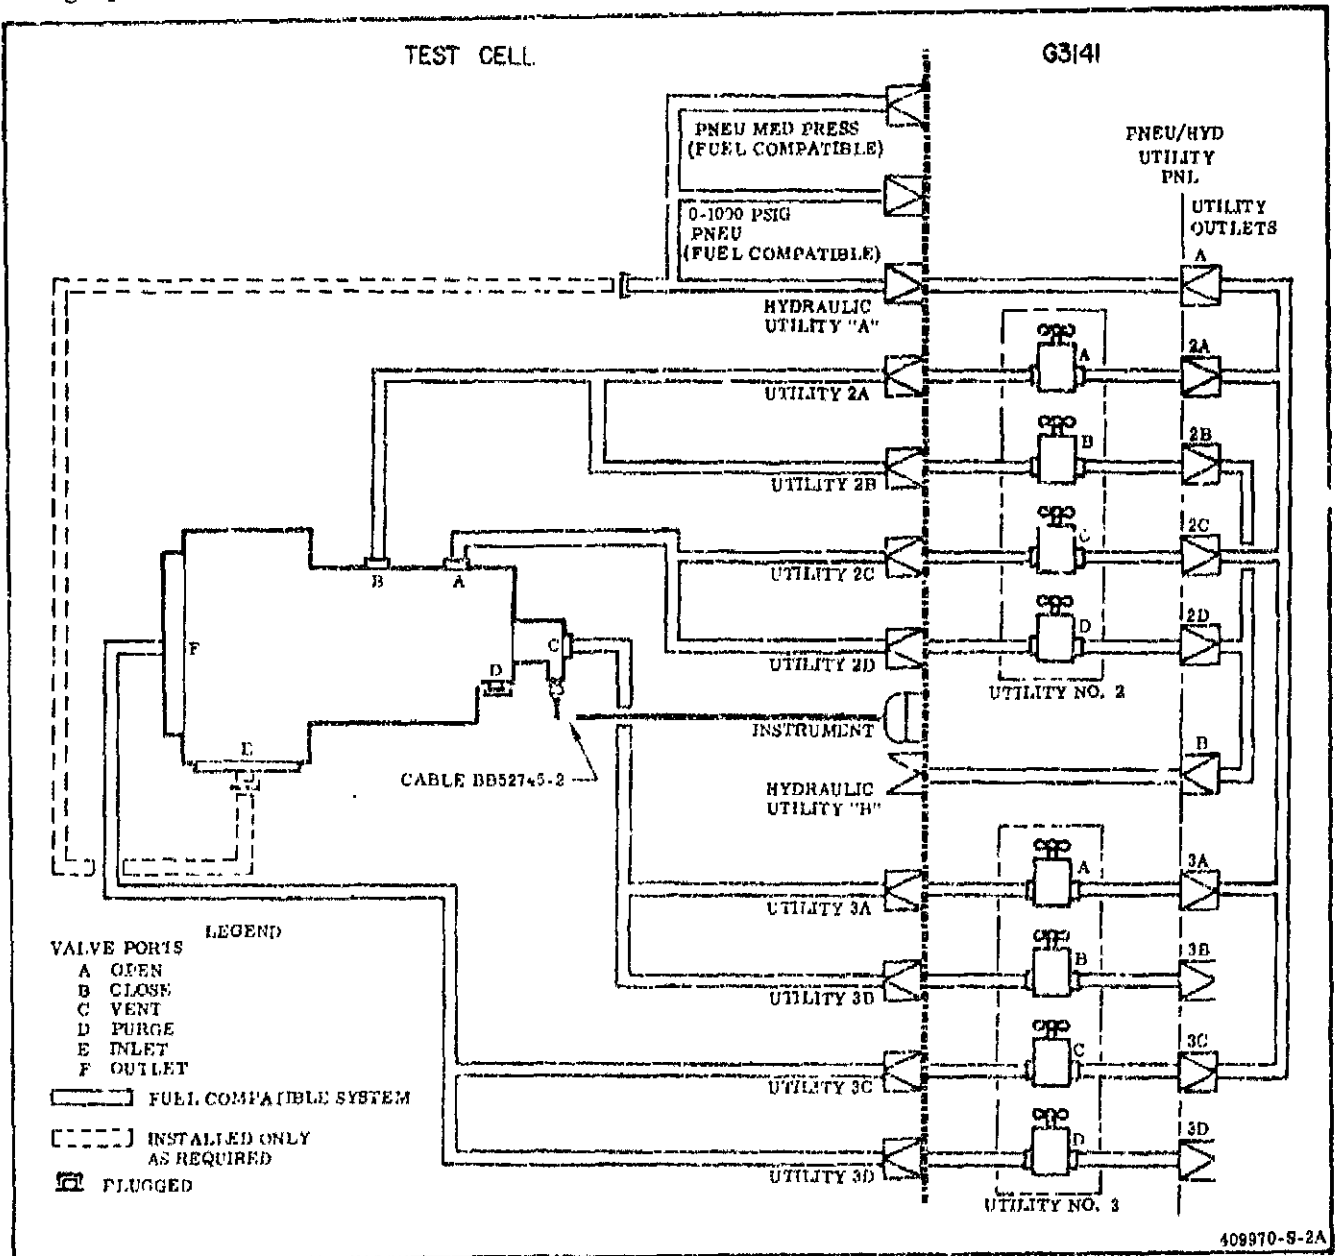 TEST CELL
G3141
PNEU MED PRESS
(FUEL COMPATIBLE)
PNEU/HYD
UTILITY
PNL
0-1000 PSIG
PNEU
(FUEL COMPATIBLE)
UTILITY
OUTLETS
A
HYDRAULIC
UTILITY "A"
A
2A
UTILITY 2A
B
2B
UTILITY 2B
C
2C
B
A
UTILITY 2C
D
2D
F
C
UTILITY 2D
D
UTILITY NO. 2
INSTRUMENT
E
CABLE BB52745-2
B
HYDRAULIC
UTILITY "B"
A
3A
UTILITY 3A
LEGEND
VALVE PORTS
A OPEN
B CLOSE
C VENT
D PURGE
E INLET
F OUTLET
B
3B
UTILITY 3B
C
3C
UTILITY 3C
FUEL COMPATIBLE SYSTEM
INSTALLED ONLY
AS REQUIRED
PLUGGED
D
3D
UTILITY 3D
UTILITY NO. 3
409970-S-2A